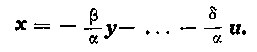 x = − β/α y − . . . − δ/α u.